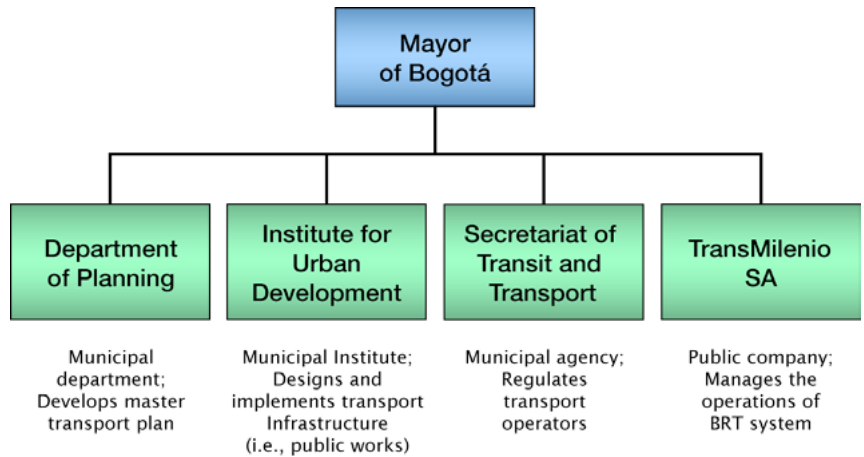 Mayor
of Bogotá
Department
of Planning
Institute for
Urban
Development
Secretariat of
Transit and
Transport
TransMilenio
SA
Municipal
department;
Develops master
transport plan
Municipal Institute;
Designs and
implements transport
Infrastructure
(i.e., public works)
Municipal agency;
Regulates
transport
operators
Public company;
Manages the
operations of
BRT system